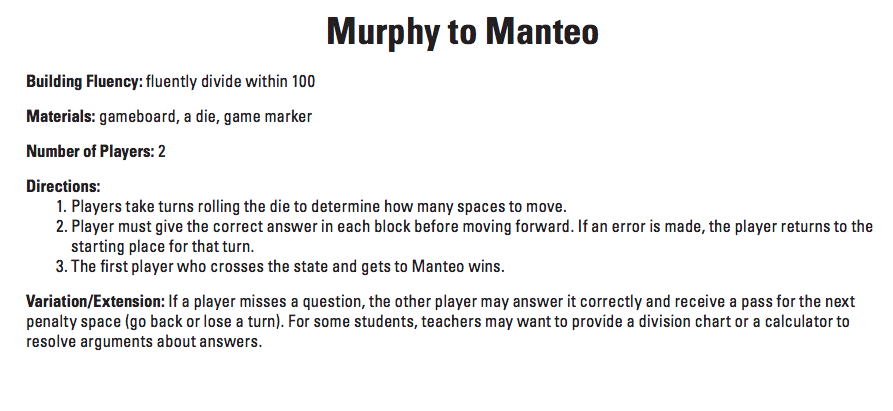 Murphy to Manteo
Building Fluency: fluently divide within 100
Materials: gameboard, a die, game marker
Number of Players: 2
Directions:
1. Players take turns rolling the die to determine how many spaces to move.
2. Player must give the correct answer in each block before moving forward. If an error is made, the player returns to the
starting place for that turn.
3. The first player who crosses the state and gets to Manteo wins.
Variation/Extension: If a player misses a question, the other player may answer it correctly and receive a pass for the next
penalty space (go back or lose a turn). For some students, teachers may want to provide a division chart or a calculator to
resolve arguments about answers.